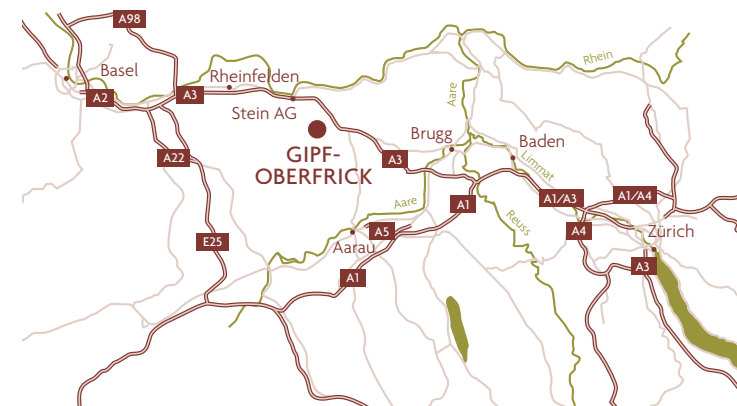 A98
Basel
Rheinfelden
Rhein
A2
A3
Stein AG
Aare
Brugg
Baden
GIPF-
OBERFRICK
A22
A3
Limmat
A1/A3
A1/A4
Aare
A1
Reuss
E25
Aarau
A5
A4
Zürich
A1
A3